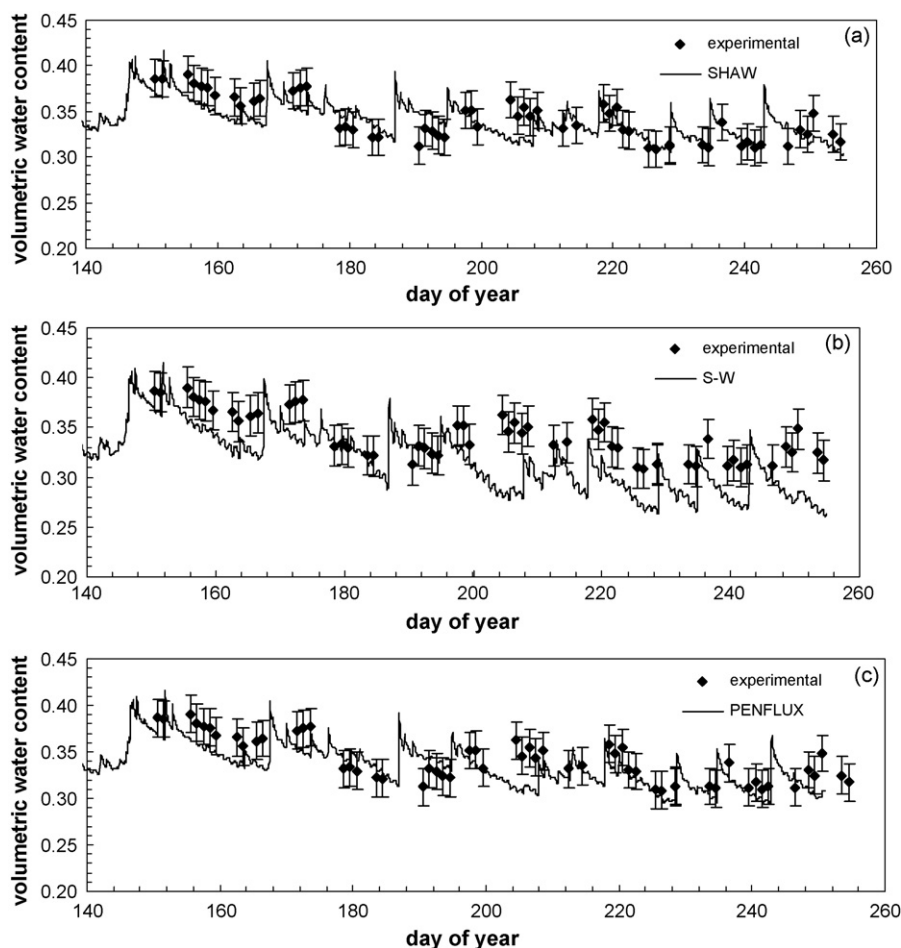 (a)
experimental
SHAW
volumetric water content
0.45
0.40
0.35
0.30
0.25
0.20
140 160 180 200 220 240 260
day of year
(b)
experimental
S-W
volumetric water content
0.45
0.40
0.35
0.30
0.25
0.20
140 160 180 200 220 240 260
day of year
(c)
experimental
PENFLUX
volumetric water content
0.45
0.40
0.35
0.30
0.25
0.20
140 160 180 200 220 240 260
day of year